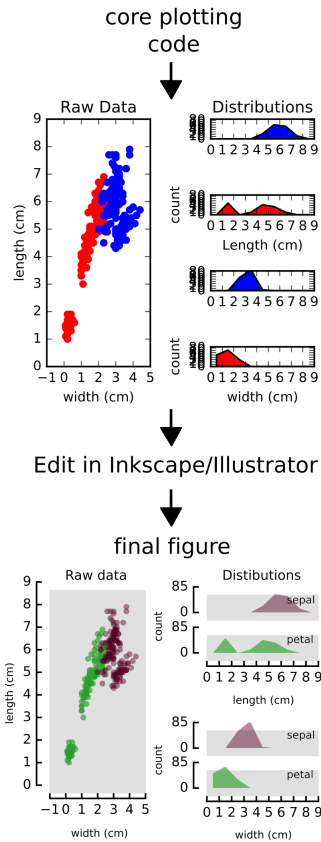 core plotting
code
Raw Data
Distributions
9
8
7
6
5
4
3
2
1
0
length (cm)
−1 0 1 2 3 4 5
width (cm)
0 1 2 3 4 5 6 7 8 9
count
0 1 2 3 4 5 6 7 8 9
Length (cm)
0 1 2 3 4 5 6 7 8 9
count
0 1 2 3 4 5 6 7 8 9
width (cm)
Edit in Inkscape/Illustrator
final figure
Raw data
Distibutions
9
8
7
6
5
4
3
2
1
0
length (cm)
−1 0 1 2 3 4 5
width (cm)
85
0
sepal
count
85
0
petal
0 1 2 3 4 5 6 7 8 9
length (cm)
85
0
sepal
count
85
0
petal
0 1 2 3 4 5 6 7 8 9
width (cm)